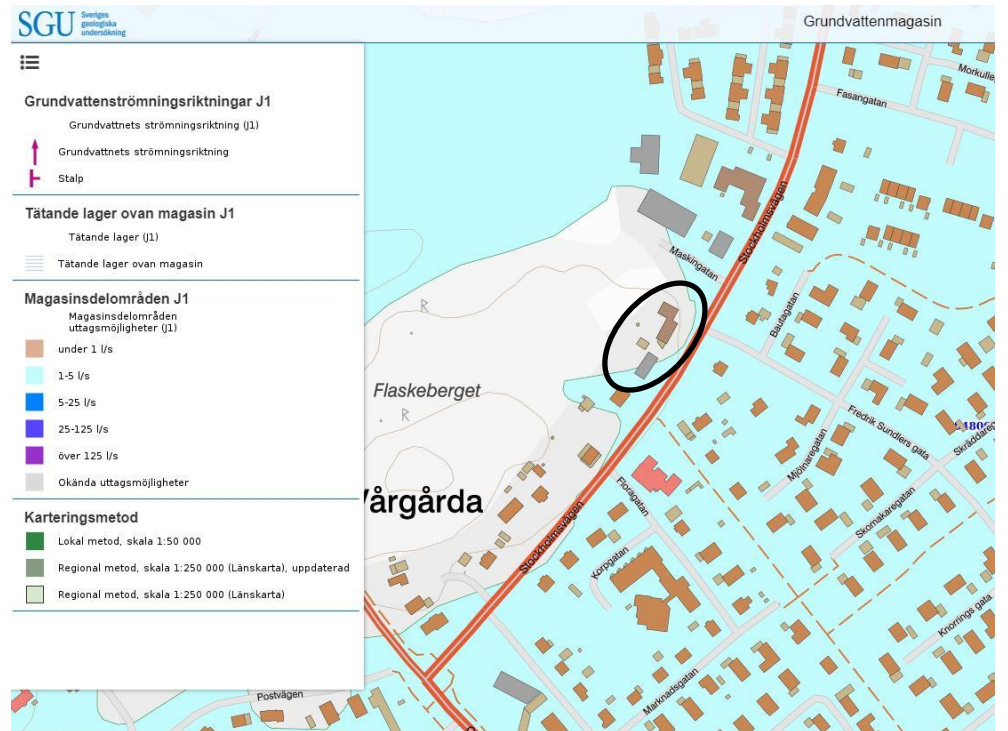 SGU
Sveriges
geologiska
undersökning
Grundvattenmagasin
Grundvattenströmningsriktningar J1
Grundvattnets strömningsriktning (J1)
Grundvattnets strömningsriktning
Stalp
Tätande lager ovan magasin J1
Tätande lager (J1)
Tätande lager ovan magasin
Magasinsdelområden J1
Magasinsdelområden
uttagsmöjligheter (J1)
under 1 l/s
1-5 l/s
5-25 l/s
25-125 l/s
över 125 l/s
Okända uttagsmöjligheter
Karteringsmetod
Lokal metod, skala 1:50 000
Regional metod, skala 1:250 000 (Länskarta), uppdaterad
Regional metod, skala 1:250 000 (Länskarta)
Morkulle
Fasangatan
Stockholmsvägen
Maskingatan
Bautagatan
R
Flaskeberget
R
Fredrik Sundlers gata
Skräddar
Mjölnaregatan
årgårda
Floragatan
Skomakaregatan
Stockholmsvägen
Korpgatan
Knorrings gata
Marknadsgatan
Postvägen